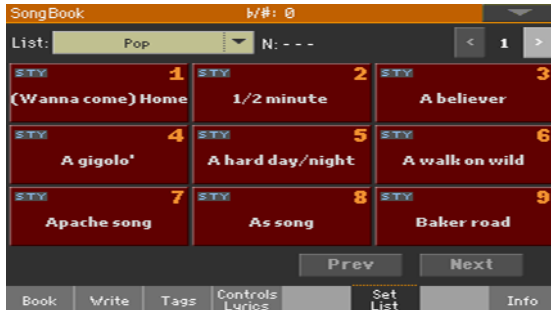 SongBook ♭/#: 0
List: Pop N: - - - < 1 >
STY 1 STY 2 STY 3
(Wanna come) Home 1/2 minute A believer
STY 4 STY 5 STY 6
A gigolo' A hard day/night A walk on wild
STY 7 STY 8 STY 9
Apache song As song Baker road
Prev Next
Book Write Tags Controls Set Info
Lyrics List